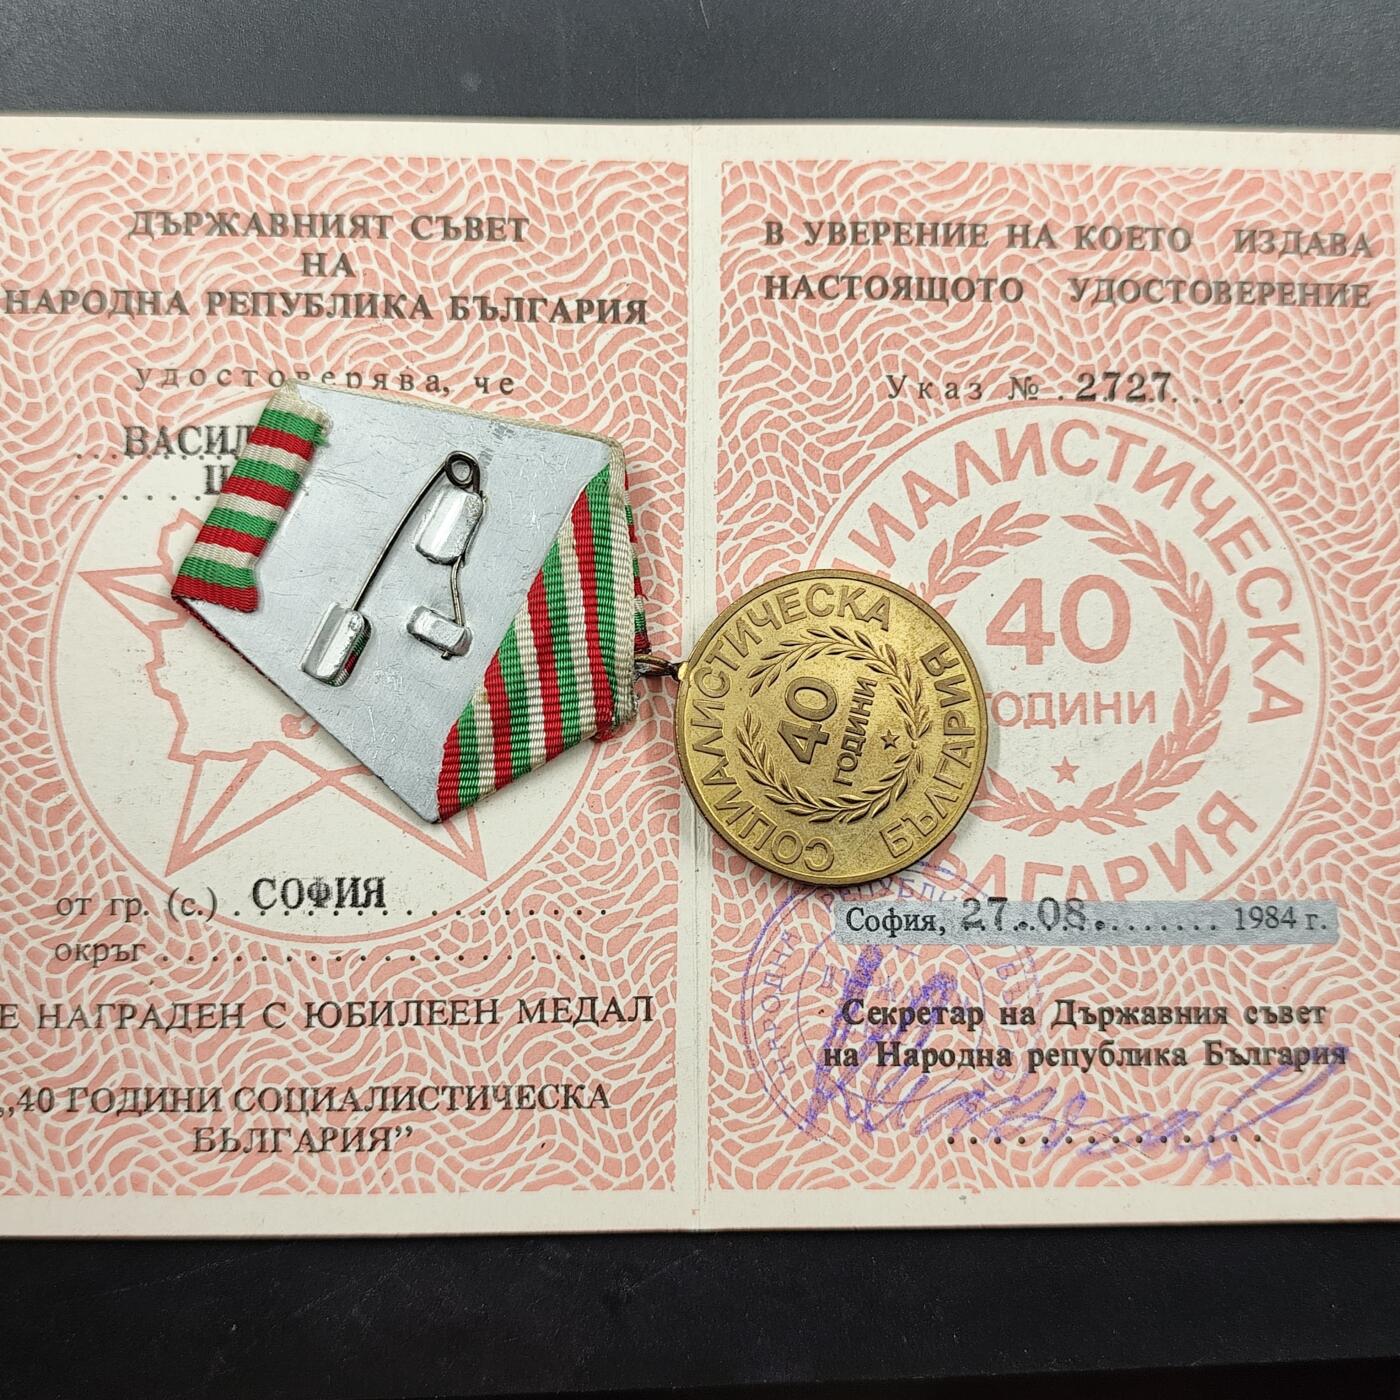 ДЪРЖАВНИЯТ СЪВЕТ
НА
НАРОДНА РЕПУБЛИКА БЪЛГАРИЯ
удостоверява, че
от гр. (с.) СОФИЯ
окръг
Е НАГРАДЕН С ЮБИЛЕЕН МЕДАЛ
„40 ГОДИНИ СОЦИАЛИСТИЧЕСКА
БЪЛГАРИЯ”
В УВЕРЕНИЕ НА КОЕТО ИЗДАВА
НАСТОЯЩОТО УДОСТОВЕРЕНИЕ
Указ № 2727
40
ГОДИНИ
СОЦИАЛИСТИЧЕСКА
БЪЛГАРИЯ
40
ГОДИНИ
София, 27.08. 1984 г.
Секретар на Държавния съвет
на Народна република България